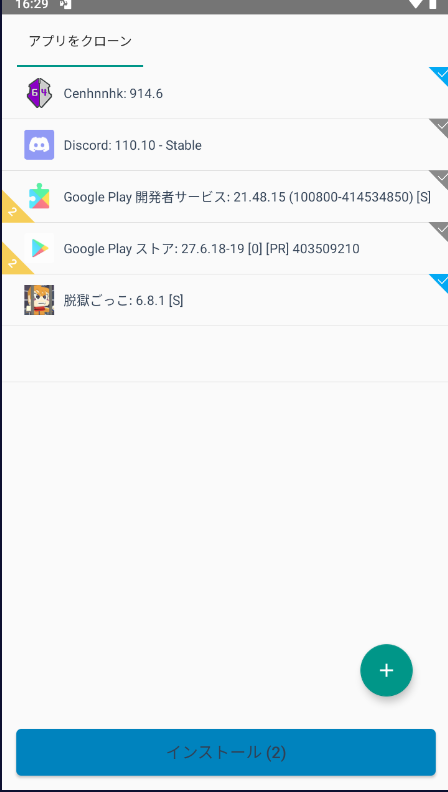 16:29
アプリをクローン
64
Cenhnnhk: 914.6
Discord: 110.10 - Stable
2
Google Play 開発者サービス: 21.48.15 (100800-414534850) [S]
2
Google Play ストア: 27.6.18-19 [0] [PR] 403509210
脱獄ごっこ: 6.8.1 [S]
+
インストール (2)